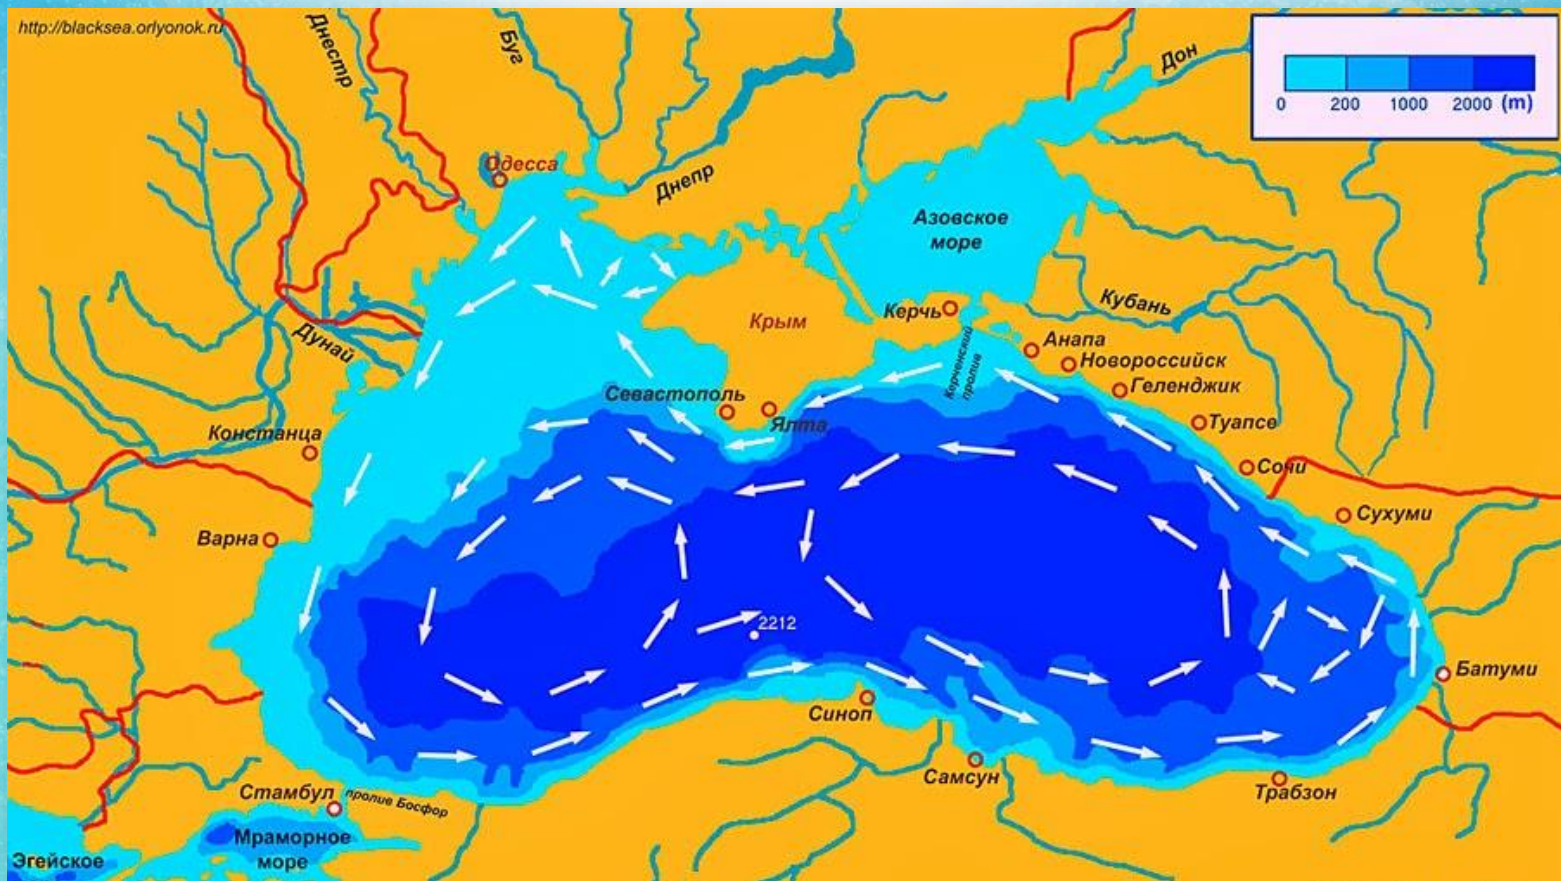 http://blacksea.orlyonok.ru
Днестр
Буг
Дон
0 200 1000 2000 (m)
Одесса
Днепр
Азовское
море
Дунай
Крым
Керчь
Керченский
пролив
Кубань
Анапа
Новороссийск
Геленджик
Севастополь
Ялта
Туапсе
Констанца
Сочи
Сухуми
Варна
2212
Батуми
Синоп
Самсун
Трабзон
Стамбул
пролив Босфор
Мраморное
море
Эгейское